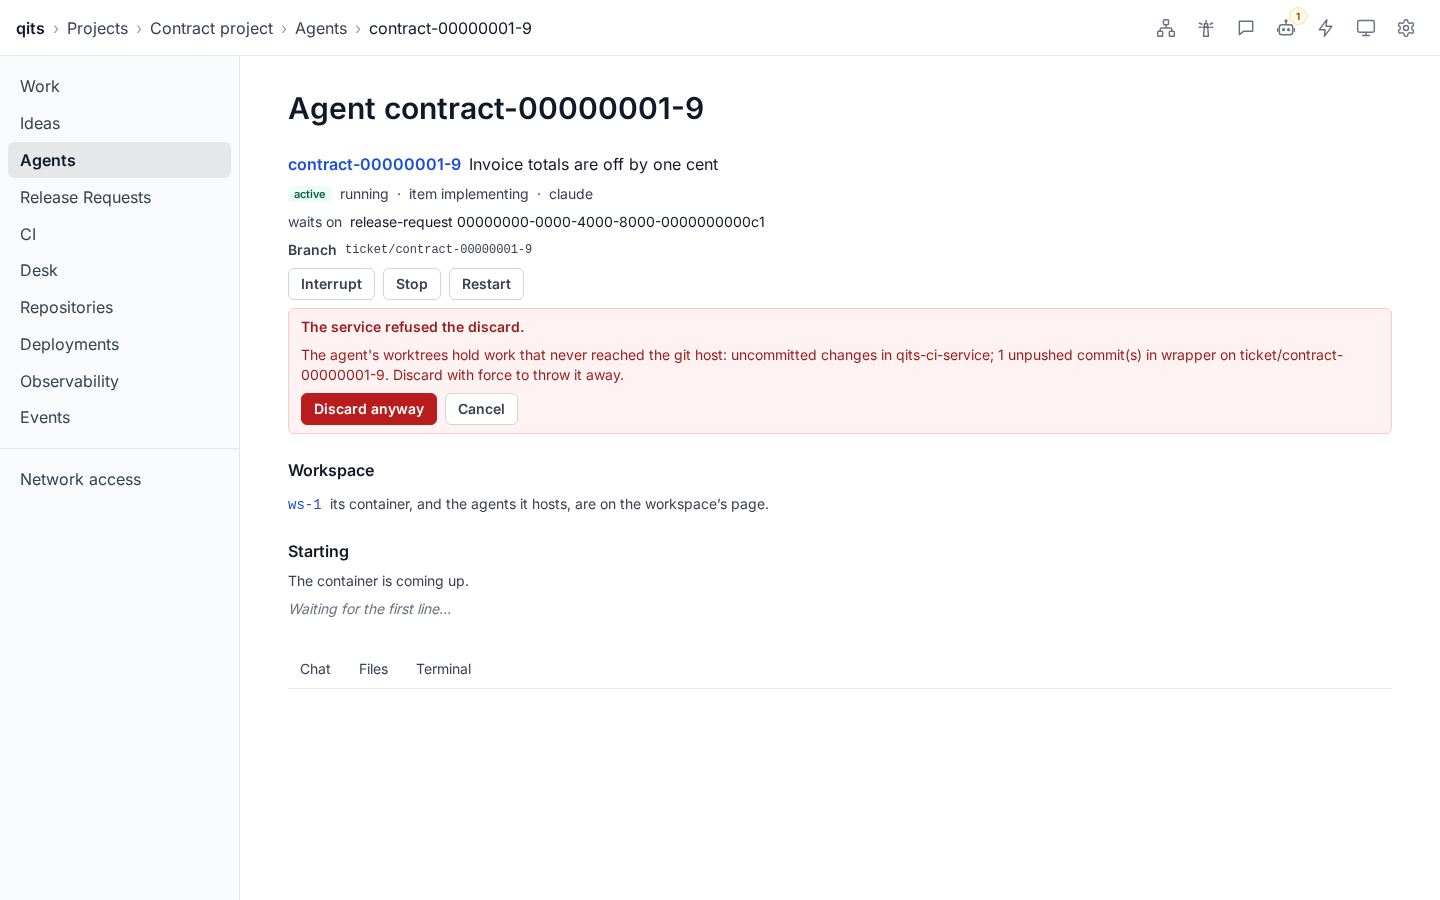 qits › Projects › Contract project › Agents › contract-00000001-9
1
Work
Ideas
Agents
Release Requests
CI
Desk
Repositories
Deployments
Observability
Events
Network access
Agent contract-00000001-9
contract-00000001-9 Invoice totals are off by one cent
active running · item implementing · claude
waits on release-request 00000000-0000-4000-8000-0000000000c1
Branch ticket/contract-00000001-9
Interrupt Stop Restart
The service refused the discard.
The agent's worktrees hold work that never reached the git host: uncommitted changes in qits-ci-service; 1 unpushed commit(s) in wrapper on ticket/contract-
00000001-9. Discard with force to throw it away.
Discard anyway Cancel
Workspace
ws-1 its container, and the agents it hosts, are on the workspace’s page.
Starting
The container is coming up.
Waiting for the first line…
Chat Files Terminal